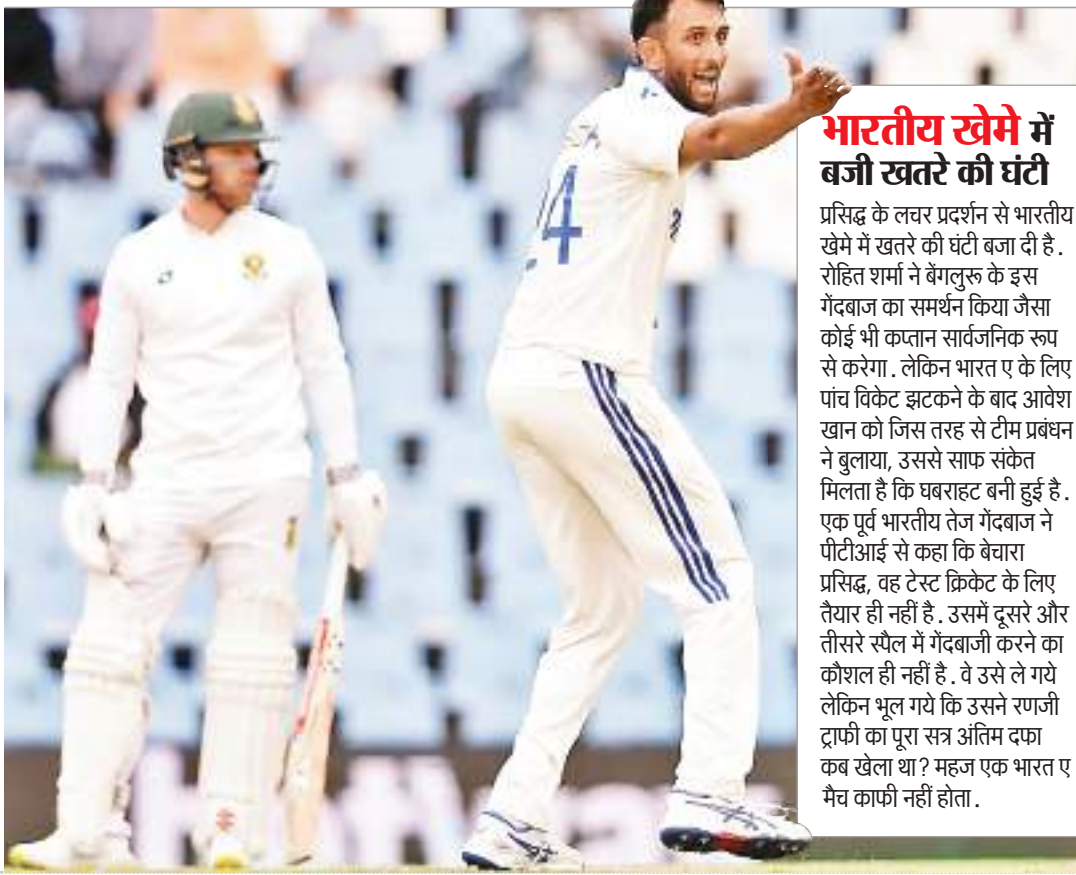 भारतीय खेमे में
बजी खतरे की घंटी
प्रसिद्ध के लचर प्रदर्शन से भारतीय
खेमे में खतरे की घंटी बजा दी है.
रोहित शर्मा ने बेंगलुरू के इस
गेंदबाज का समर्थन किया जैसा
कोई भी कप्तान सार्वजनिक रूप
से करेगा. लेकिन भारत ए के लिए
पांच विकेट झटकने के बाद आवेश
खान को जिस तरह से टीम प्रबंधन
ने बुलाया, उससे साफ संकेत
मिलता है कि घबराहट बनी हुई है.
एक पूर्व भारतीय तेज गेंदबाज ने
पीटीआई से कहा कि बेचारा
प्रसिद्ध, वह टेस्ट क्रिकेट के लिए
तैयार ही नहीं है. उसमें दूसरे और
तीसरे स्पैल में गेंदबाजी करने का
कौशल ही नहीं है. वे उसे ले गये
लेकिन भूल गये कि उसने रणजी
ट्राफी का पूरा सत्र अंतिम दफा
कब खेला था? महज एक भारत ए
मैच काफी नहीं होता.
24